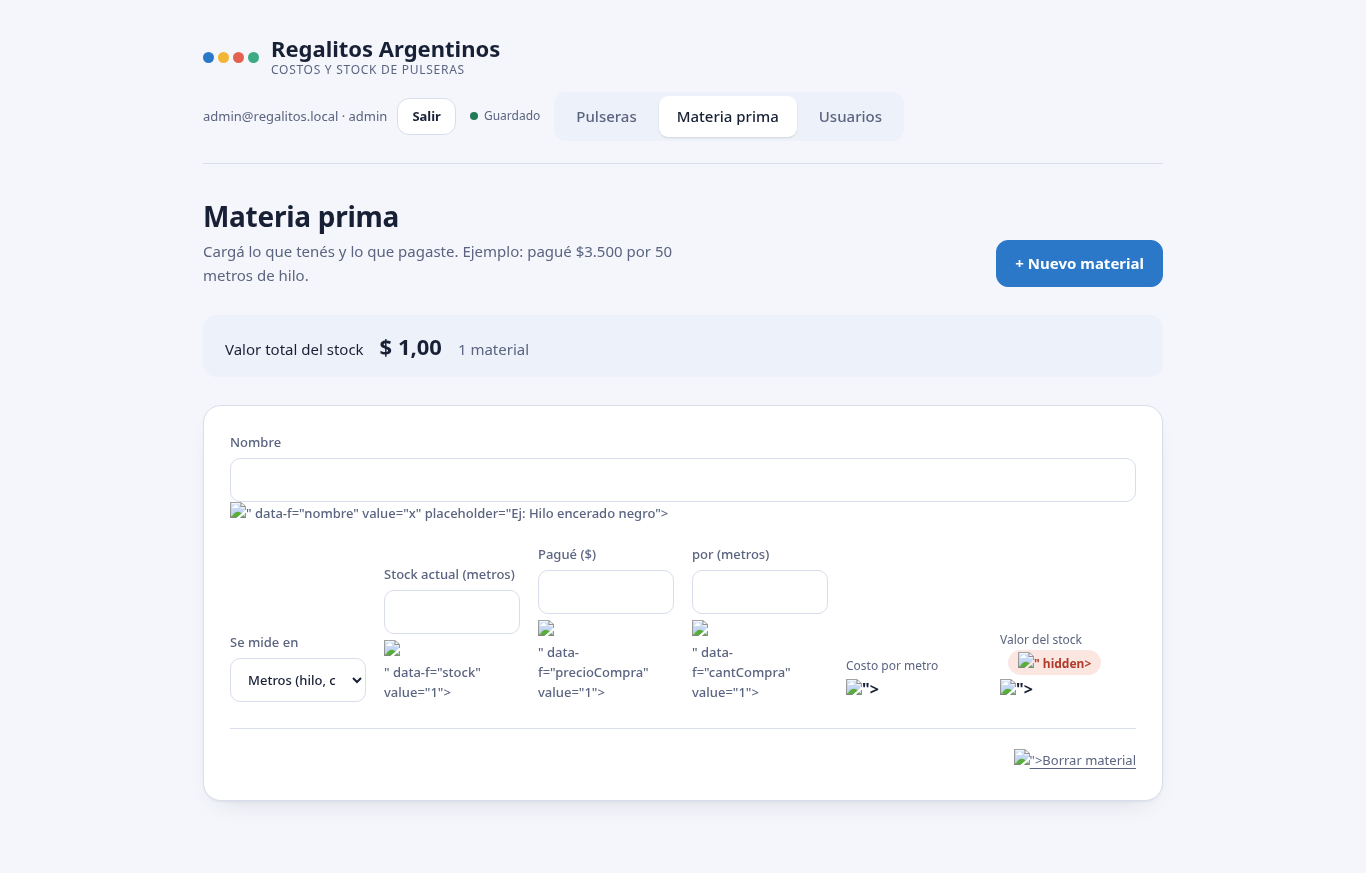 Regalitos Argentinos
COSTOS Y STOCK DE PULSERAS
admin@regalitos.local · admin
Salir
Guardado
Pulseras
Materia prima
Usuarios
Materia prima
Cargá lo que tenés y lo que pagaste. Ejemplo: pagué $3.500 por 50
metros de hilo.
+ Nuevo material
Valor total del stock
$ 1,00
1 material
Nombre
" data-f="nombre" value="x" placeholder="Ej: Hilo encerado negro">
Se mide en
Metros (hilo, c
Stock actual (metros)
" data-f="stock"
value="1">
Pagué ($)
" data-
f="precioCompra"
value="1">
por (metros)
" data-
f="cantCompra"
value="1">
Costo por metro
">
Valor del stock
" hidden>
">
">Borrar material